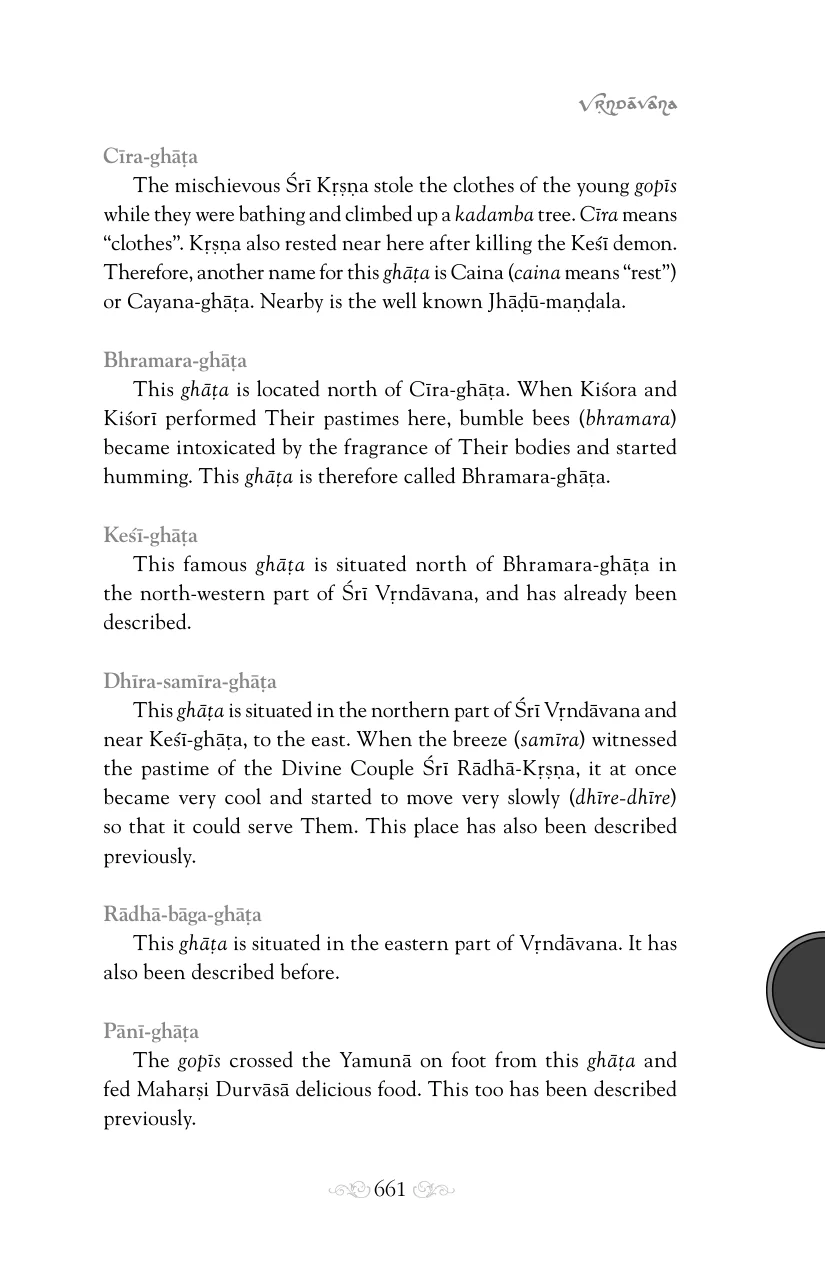 Vṛndāvana
Cīra-ghāṭa
The mischievous Śrī Kṛṣṇa stole the clothes of the young gopīs
while they were bathing and climbed up a kadamba tree. Cīra means
“clothes”. Kṛṣṇa also rested near here after killing the Keśī demon.
Therefore, another name for this ghāṭa is Caina (caina means “rest”)
or Cayana-ghāṭa. Nearby is the well known Jhāḍū-maṇḍala.
Bhramara-ghāṭa
This ghāṭa is located north of Cīra-ghāṭa. When Kiśora and
Kiśorī performed Their pastimes here, bumble bees (bhramara)
became intoxicated by the fragrance of Their bodies and started
humming. This ghāṭa is therefore called Bhramara-ghāṭa.
Keśī-ghāṭa
This famous ghāṭa is situated north of Bhramara-ghāṭa in
the north-western part of Śrī Vṛndāvana, and has already been
described.
Dhīra-samīra-ghāṭa
This ghāṭa is situated in the northern part of Śrī Vṛndāvana and
near Keśī-ghāṭa, to the east. When the breeze (samīra) witnessed
the pastime of the Divine Couple Śrī Rādhā-Kṛṣṇa, it at once
became very cool and started to move very slowly (dhīre-dhīre)
so that it could serve Them. This place has also been described
previously.
Rādhā-bāga-ghāṭa
This ghāṭa is situated in the eastern part of Vṛndāvana. It has
also been described before.
Pānī-ghāṭa
The gopīs crossed the Yamunā on foot from this ghāṭa and
fed Maharṣi Durvāsā delicious food. This too has been described
previously.
661